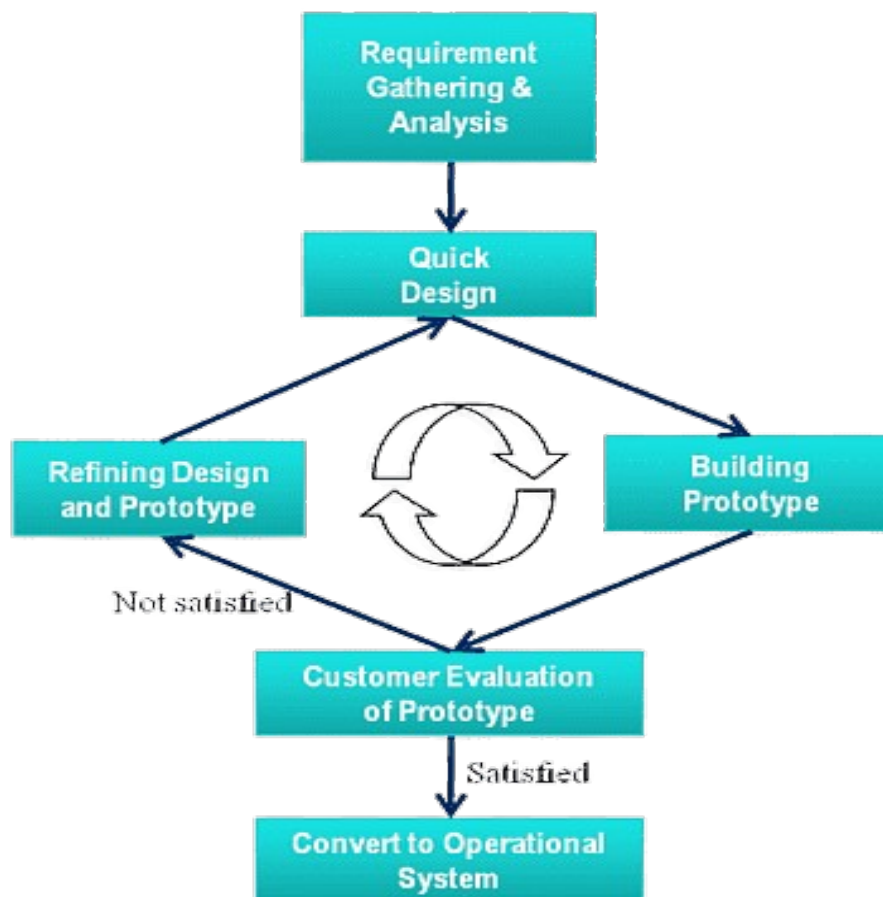 Requirement
Gathering &
Analysis
Quick
Design
Refining Design
and Prototype
Building
Prototype
Not satisfied
Customer Evaluation
of Prototype
Satisfied
Convert to Operational
System